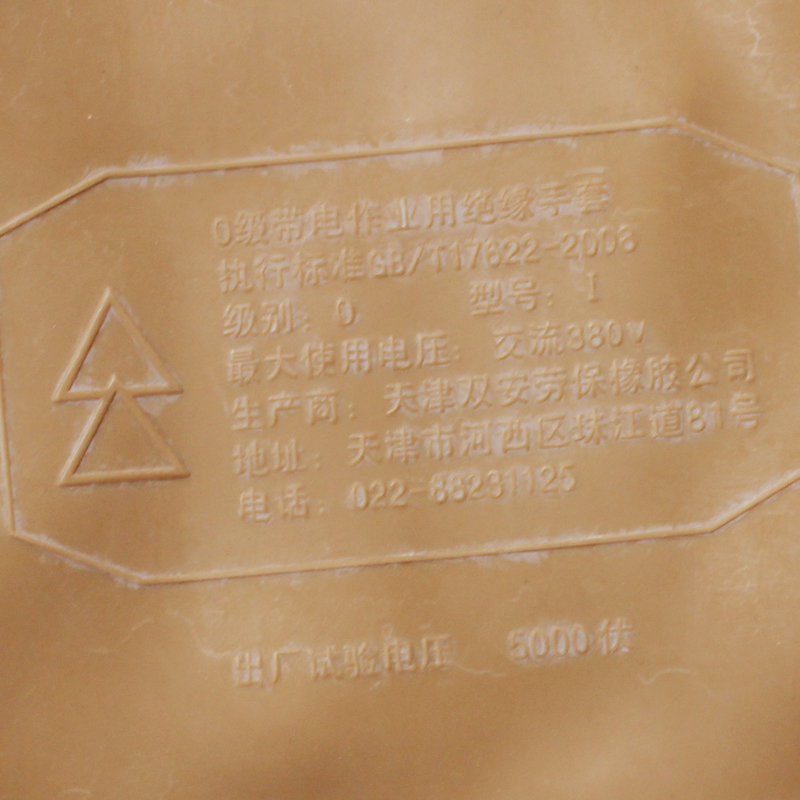 0级带电作业用绝缘手套
执行标准GB/T17622-2008
级别：0 型号：I
最大使用电压：交流380V
生产商：天津双安劳保橡胶公司
地址：天津市河西区珠江道81号
电话：022-88281125
出厂试验电压 5000伏